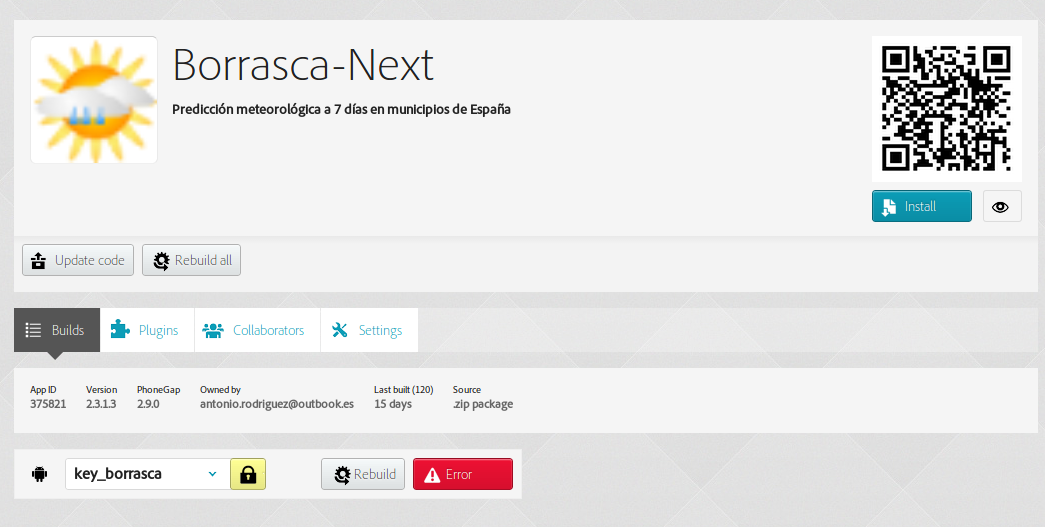 Borrasca-Next
Predicción meteorológica a 7 días en municipios de España
Install
Update code
Rebuild all
Builds
Plugins
Collaborators
Settings
App ID
Version
PhoneGap
Owned by
Last built (120)
Source
375821
2.3.1.3
2.9.0
antonio.rodriguez@outbook.es
15 days
.zip package
key_borrasca
Rebuild
Error